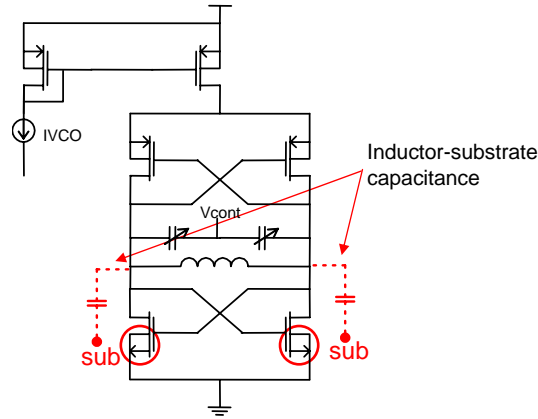 IVCO
Inductor-substrate
capacitance
Vcont
sub
sub